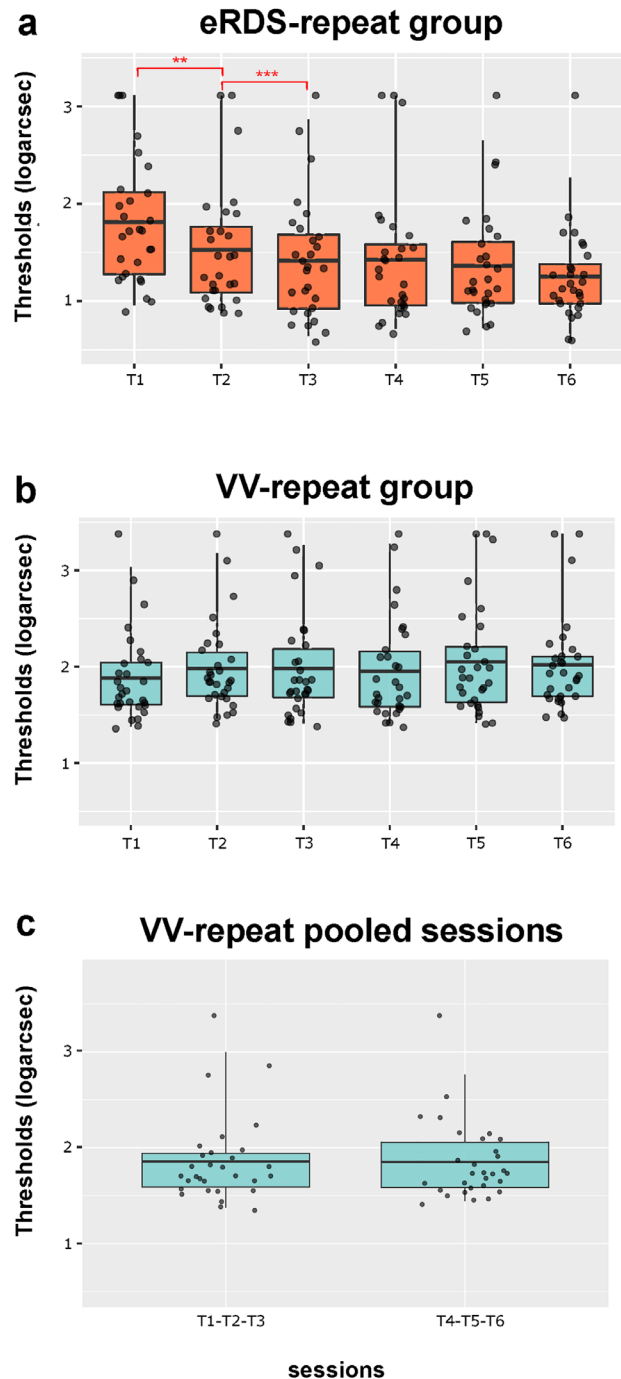 a
eRDS-repeat group
Thresholds (logarcsec)
3
2
1
**
***
T1 T2 T3 T4 T5 T6
b
VV-repeat group
Thresholds (logarcsec)
3
2
1
T1 T2 T3 T4 T5 T6
c
VV-repeat pooled sessions
Thresholds (logarcsec)
3
2
1
T1-T2-T3 T4-T5-T6
sessions